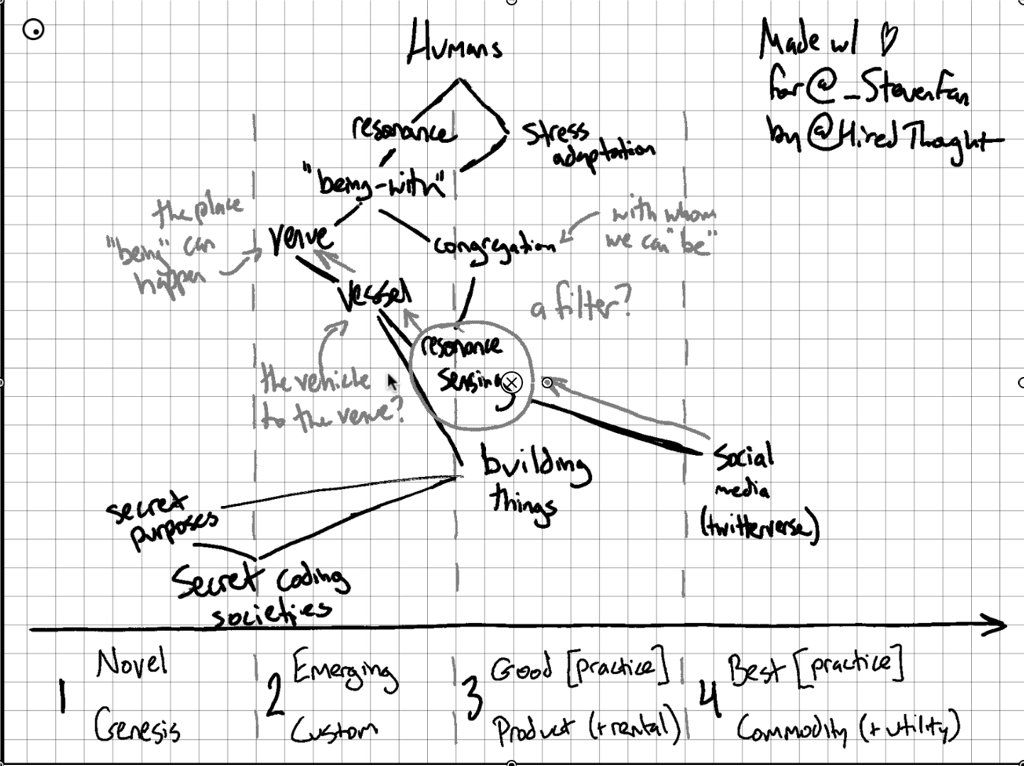 Humans
Made w/ ♡
for @_StevenFan
by @HiredThought
resonance
stress
adaptation
"being-with"
the place
"being" can
happen
venue
congregation
with whom
we can "be"
vessel
a filter?
resonance
sensing
the vehicle
to the venue?
building
things
social
media
(twitterverse)
secret
purposes
Secret coding
societies
1
Novel
Genesis
2
Emerging
Custom
3
Good [practice]
Product (+rental)
4
Best [practice]
Commodity (+utility)